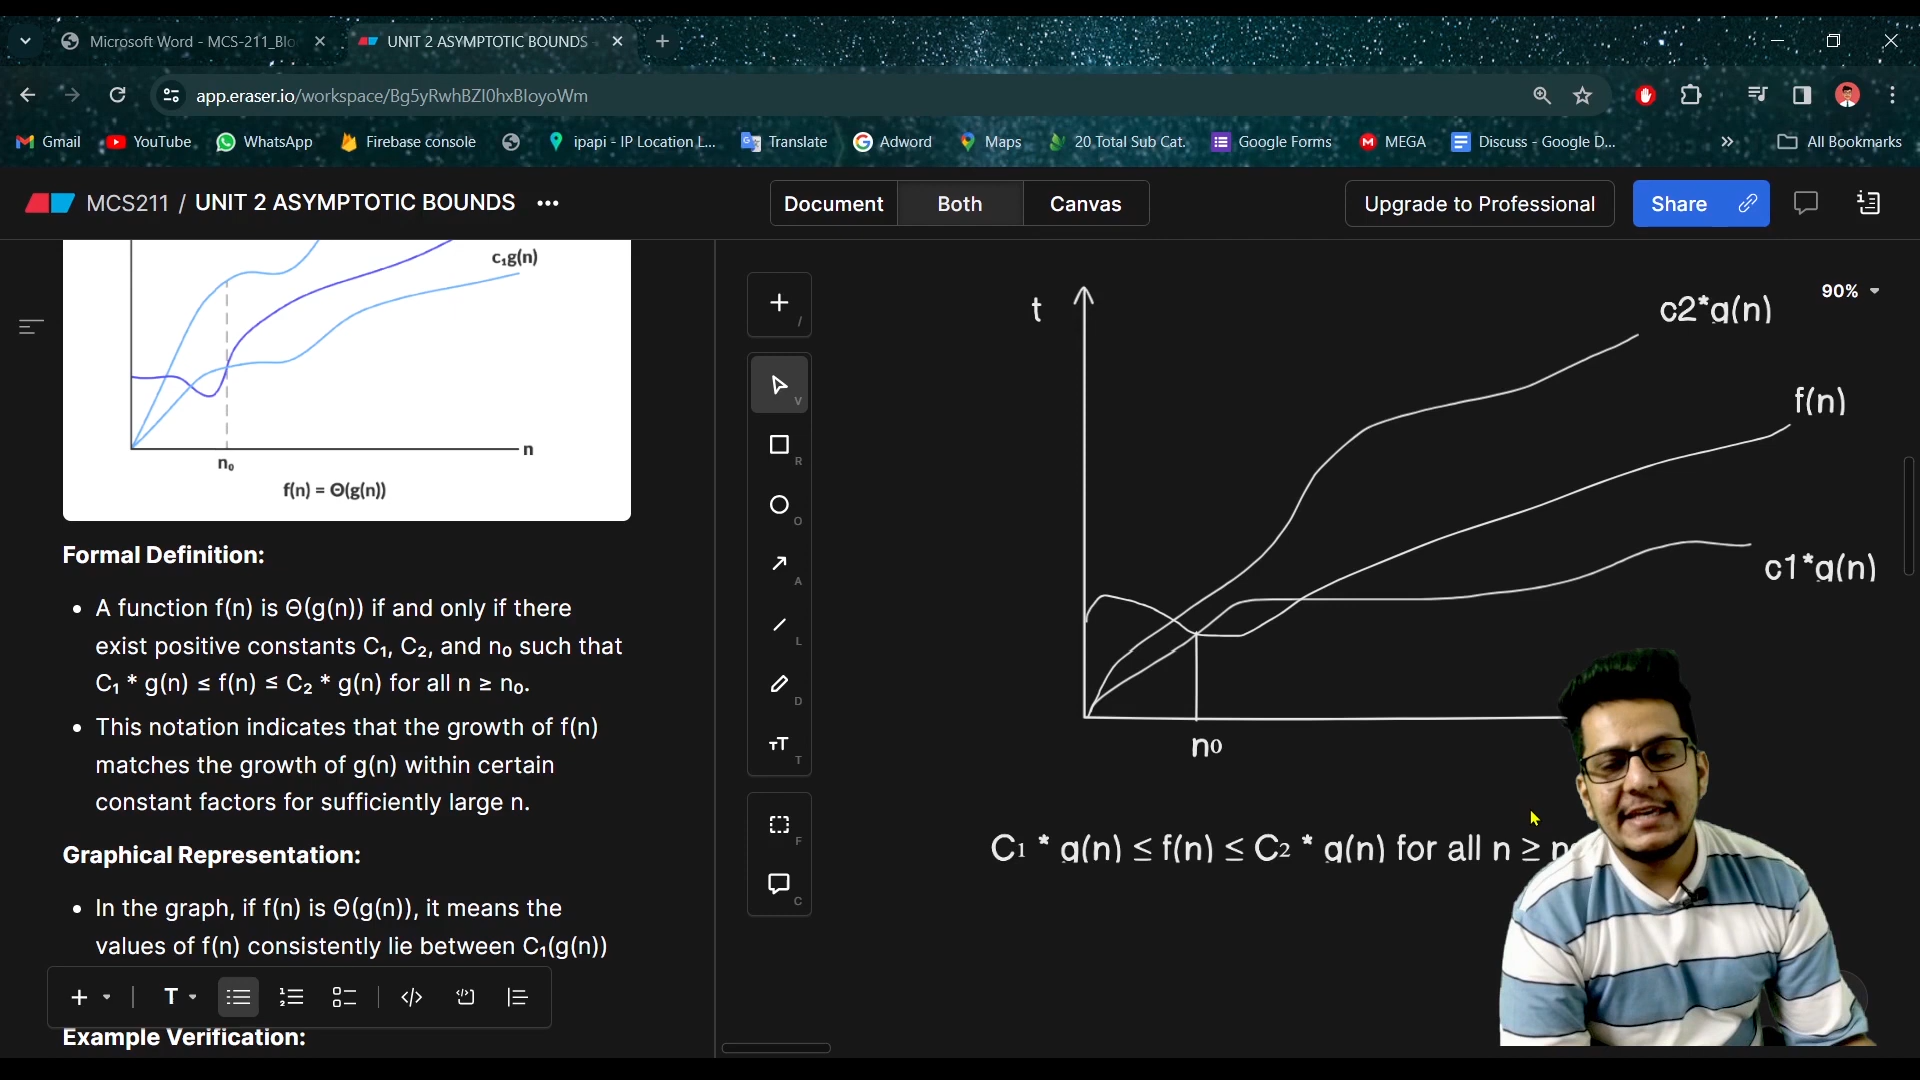 Microsoft Word - MCS-211_Blo
UNIT 2 ASYMPTOTIC BOUNDS
app.eraser.io/workspace/Bg5yRwhBZI0hxBIoyoWm
Gmail
YouTube
WhatsApp
Firebase console
ipapi - IP Location L...
Translate
Adword
Maps
20 Total Sub Cat.
Google Forms
MEGA
Discuss - Google D...
»
All Bookmarks
MCS211 / UNIT 2 ASYMPTOTIC BOUNDS ...
Document
Both
Canvas
Upgrade to Professional
Share
c₁g(n)
n
n₀
f(n) = Θ(g(n))
Formal Definition:
• A function f(n) is Θ(g(n)) if and only if there
exist positive constants C₁, C₂, and n₀ such that
C₁ * g(n) ≤ f(n) ≤ C₂ * g(n) for all n ≥ n₀.
• This notation indicates that the growth of f(n)
matches the growth of g(n) within certain
constant factors for sufficiently large n.
Graphical Representation:
• In the graph, if f(n) is Θ(g(n)), it means the
values of f(n) consistently lie between C₁(g(n))
T
Example Verification:
/
V
R
O
A
L
D
T
F
C
90%
t
c2*g(n)
f(n)
c1*g(n)
n0
C1 * g(n) ≤ f(n) ≤ C2 * g(n) for all n ≥